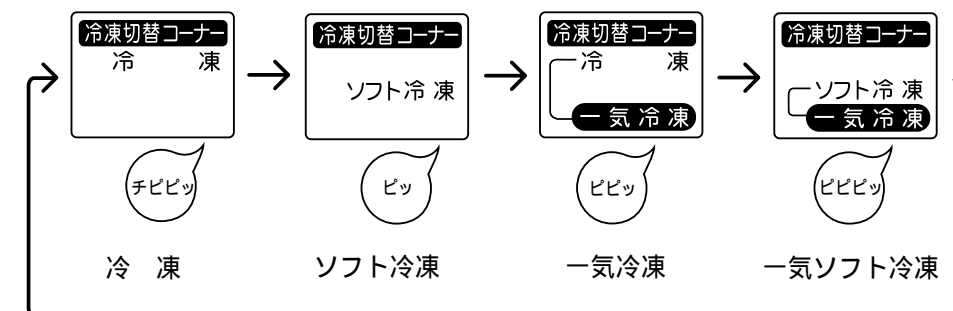 冷凍切替コーナー
冷 凍
チピピッ
冷 凍
冷凍切替コーナー
ソフト冷凍
ピッ
ソフト冷凍
冷凍切替コーナー
冷 凍
一気冷凍
ピピッ
一気冷凍
冷凍切替コーナー
ソフト冷凍
一気冷凍
ピピピッ
一気ソフト冷凍